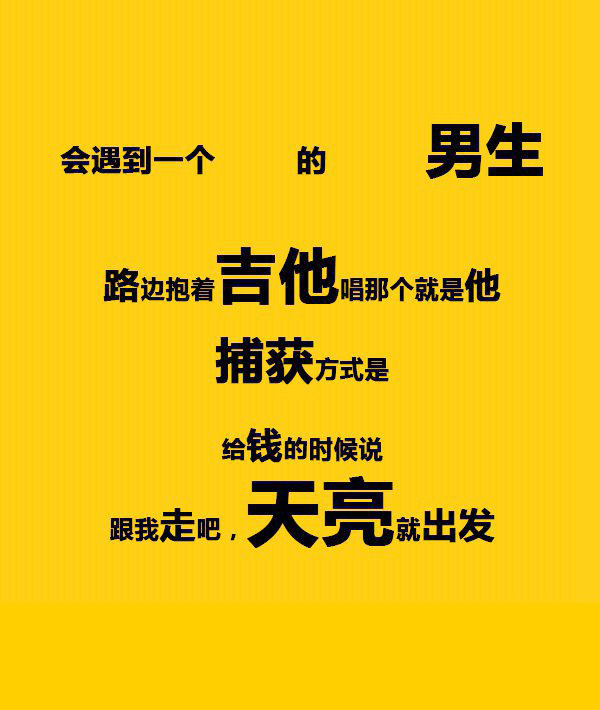 会遇到一个 的 男生
路边抱着吉他唱那个就是他
捕获方式是
给钱的时候说
跟我走吧，天亮就出发